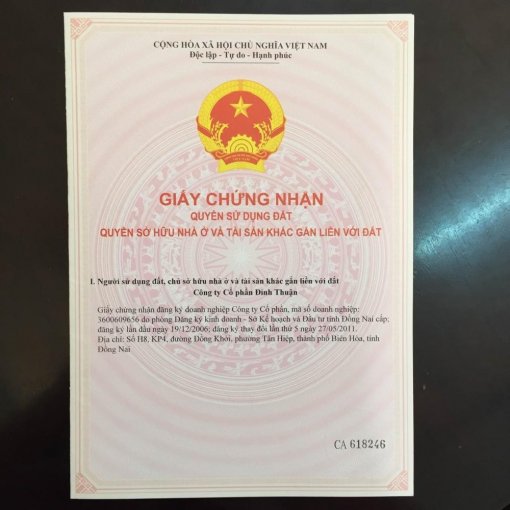 CỘNG HÒA XÃ HỘI CHỦ NGHĨA VIỆT NAM
Độc lập - Tự do - Hạnh phúc
GIẤY CHỨNG NHẬN
QUYỀN SỬ DỤNG ĐẤT
QUYỀN SỞ HỮU NHÀ Ở VÀ TÀI SẢN KHÁC GẮN LIỀN VỚI ĐẤT
I. Người sử dụng đất, chủ sở hữu nhà ở và tài sản khác gắn liền với đất
Công ty Cổ phần Đinh Thuận
Giấy chứng nhận đăng ký doanh nghiệp Công ty Cổ phần, mã số doanh nghiệp:
3600609656 do phòng Đăng ký kinh doanh - Sở Kế hoạch và Đầu tư tỉnh Đồng Nai cấp;
đăng ký lần đầu ngày 19/12/2006; đăng ký thay đổi lần thứ 5 ngày 27/05/2011.
Địa chỉ: Số H8, KP4, đường Đồng Khởi, phường Tân Hiệp, thành phố Biên Hòa, tỉnh
Đồng Nai
CA 618246